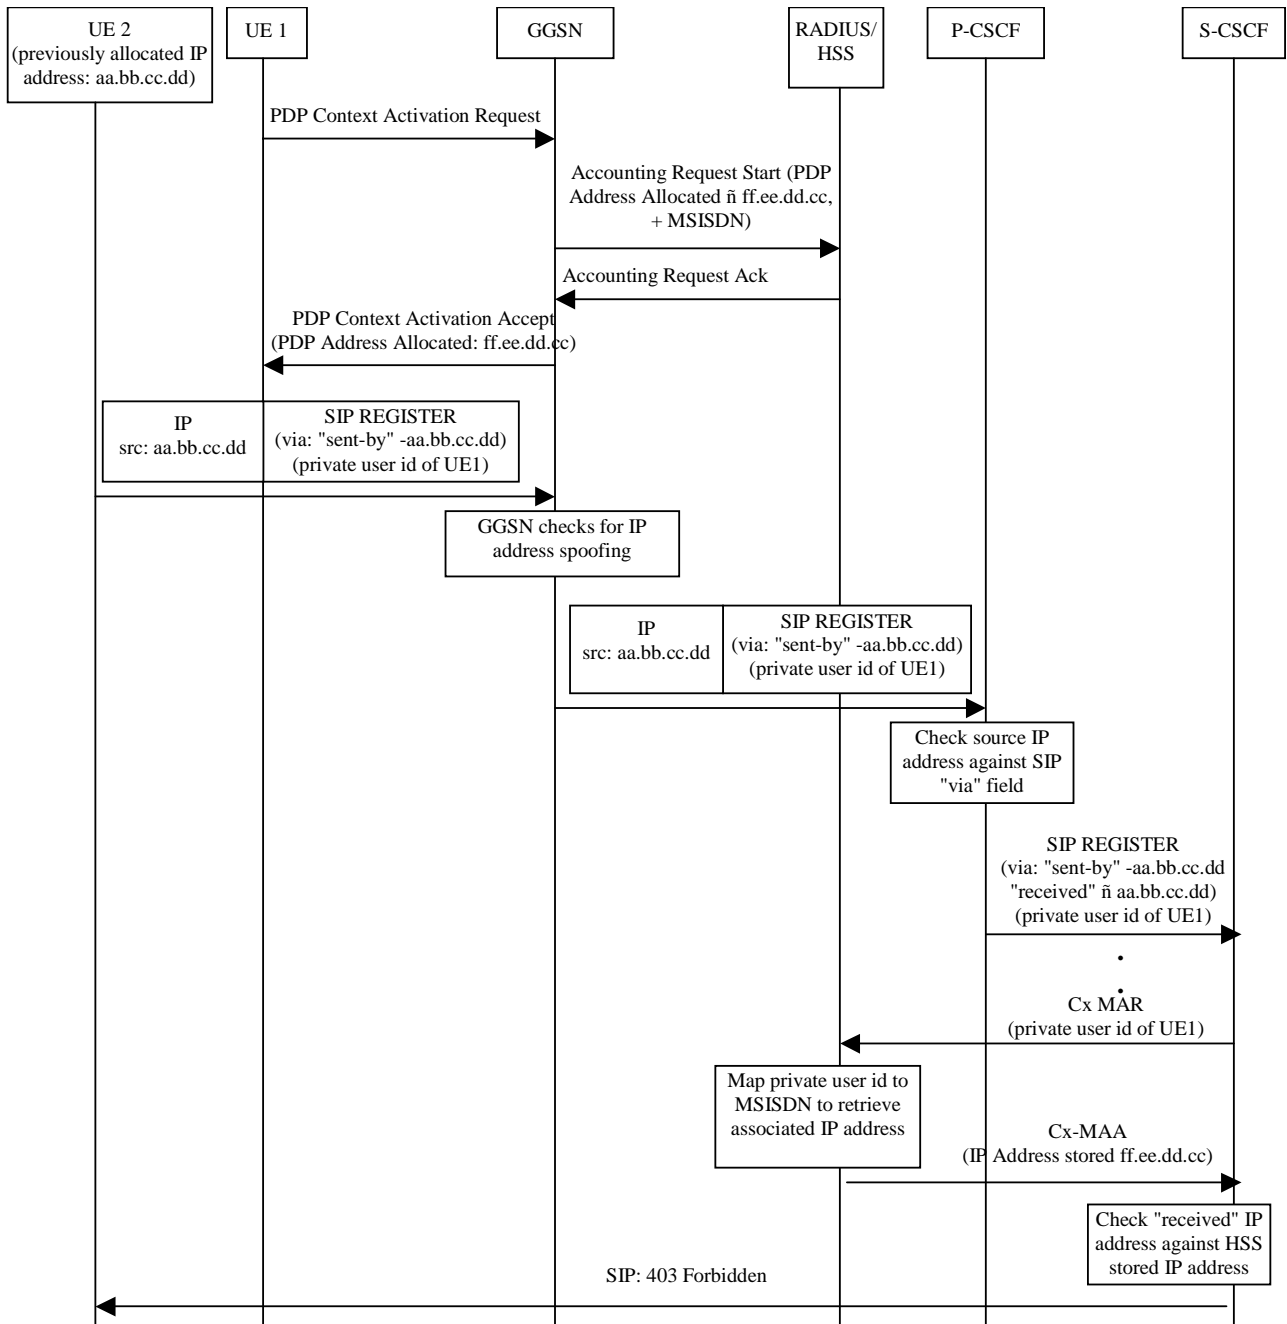 UE 2
(previously allocated IP
address: aa.bb.cc.dd)
UE 1
GGSN
RADIUS/
HSS
P-CSCF
S-CSCF
PDP Context Activation Request
Accounting Request Start (PDP
Address Allocated ñ ff.ee.dd.cc,
+ MSISDN)
Accounting Request Ack
PDP Context Activation Accept
(PDP Address Allocated: ff.ee.dd.cc)
IP
src: aa.bb.cc.dd
SIP REGISTER
(via: "sent-by" -aa.bb.cc.dd)
(private user id of UE1)
GGSN checks for IP
address spoofing
IP
src: aa.bb.cc.dd
SIP REGISTER
(via: "sent-by" -aa.bb.cc.dd)
(private user id of UE1)
Check source IP
address against SIP
"via" field
SIP REGISTER
(via: "sent-by" -aa.bb.cc.dd
"received" ñ aa.bb.cc.dd)
(private user id of UE1)
.
.
Cx MAR
(private user id of UE1)
Map private user id to
MSISDN to retrieve
associated IP address
Cx-MAA
(IP Address stored ff.ee.dd.cc)
Check "received" IP
address against HSS
stored IP address
SIP: 403 Forbidden